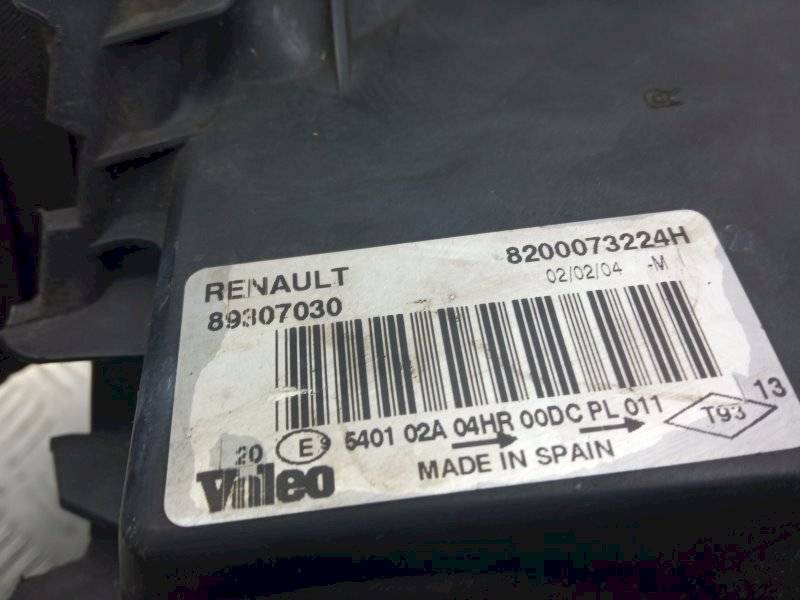 RENAULT 8200073224H
89307030 02/02/04 -M
20 E9 5401 02A 04HR 00DC PL 011 T93 13
Valeo MADE IN SPAIN